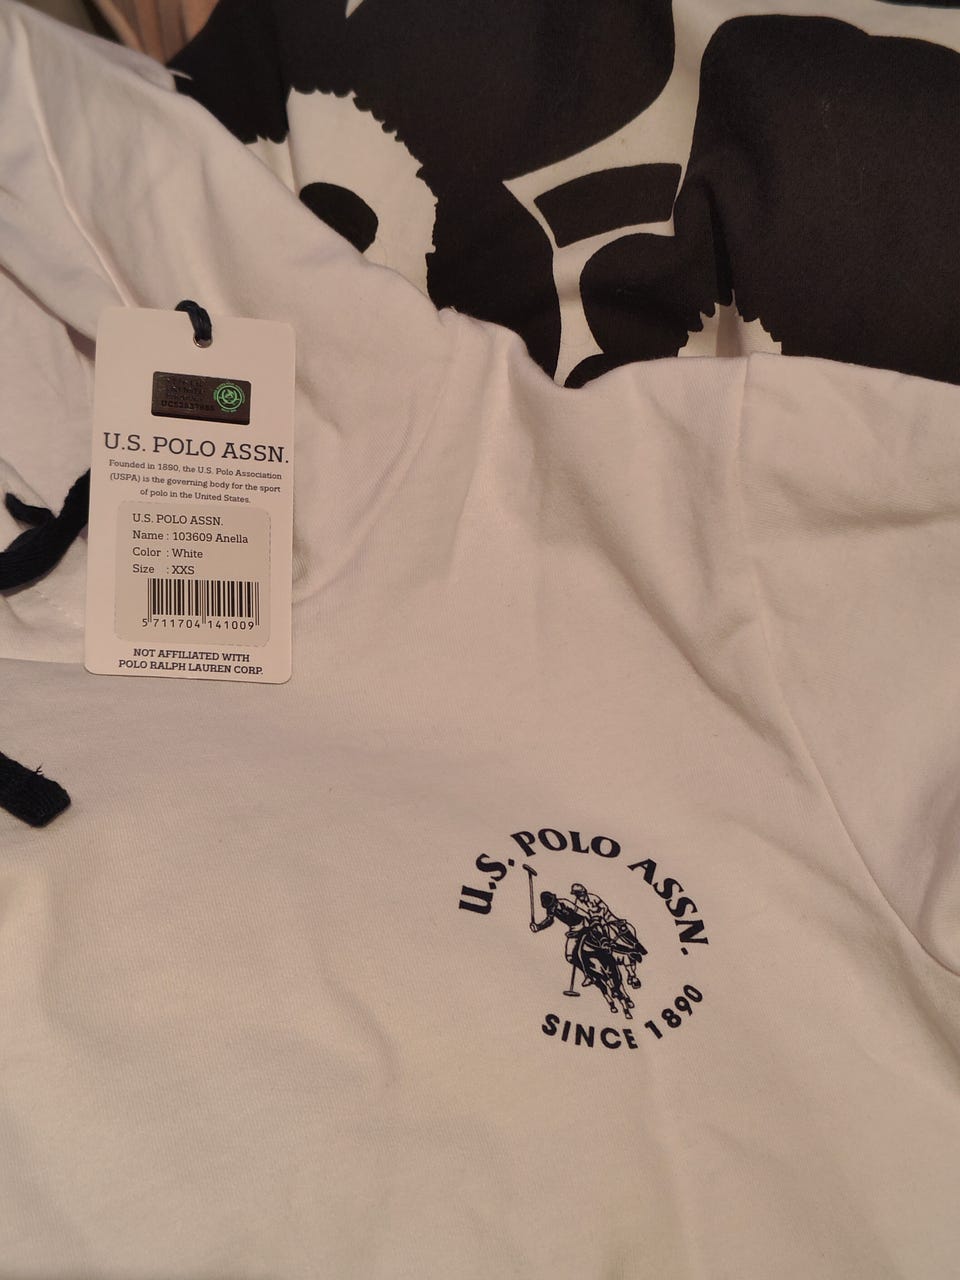 U.S. POLO ASSN.
Founded in 1890, the U.S. Polo Association
(USPA) is the governing body for the sport
of polo in the United States.
U.S. POLO ASSN.
Name : 103609 Anella
Color : White
Size : XXS
5 711704 141009
NOT AFFILIATED WITH
POLO RALPH LAUREN CORP.
U.S. POLO ASSN.
SINCE 1890